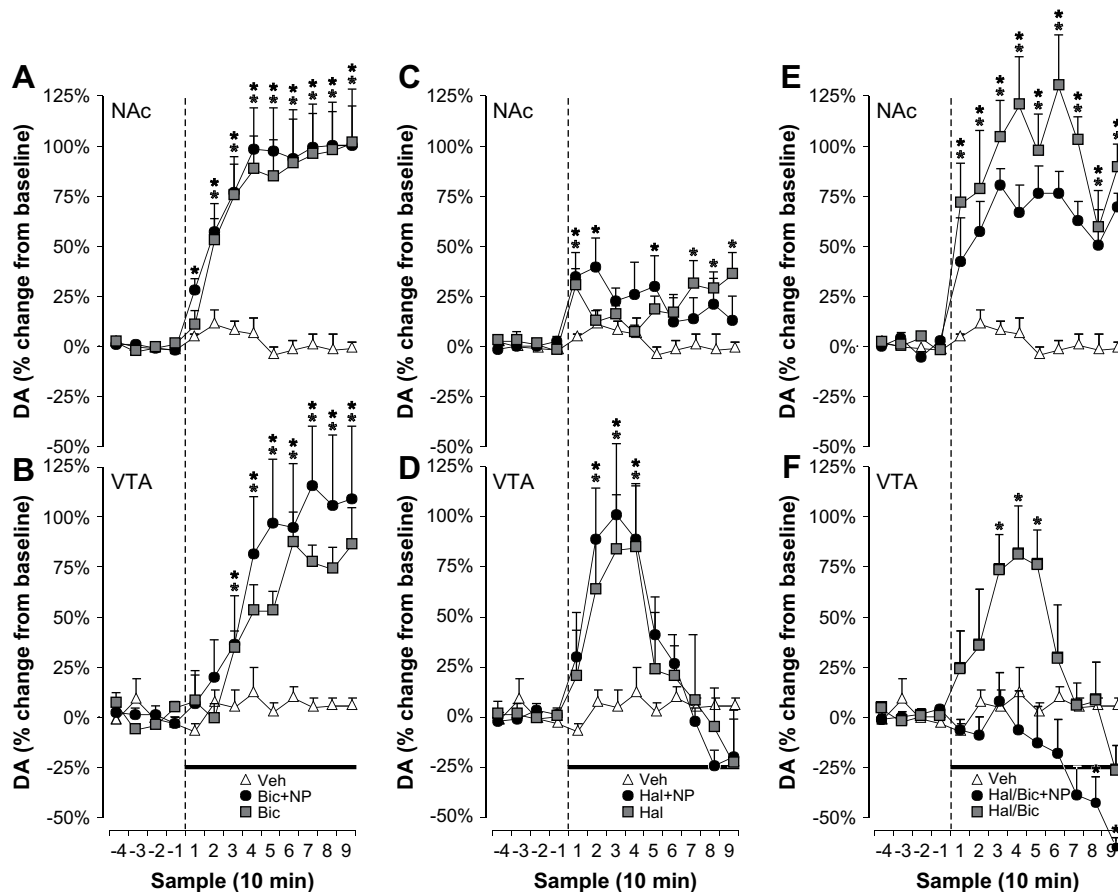 A
NAc
DA (% change from baseline)
125%
100%
75%
50%
25%
0%
-25%
-50%
* * * * * * * * *
* * * * * * * *
B
VTA
DA (% change from baseline)
125%
100%
75%
50%
25%
0%
-25%
-50%
* * * * * * *
* * * * * * *
Veh
Bic+NP
Bic
-4 -3 -2 -1 1 2 3 4 5 6 7 8 9
Sample (10 min)
C
NAc
DA (% change from baseline)
125%
100%
75%
50%
25%
0%
-25%
-50%
* * * * * *
*
D
VTA
DA (% change from baseline)
125%
100%
75%
50%
25%
0%
-25%
-50%
* * *
* * *
Veh
Hal+NP
Hal
-4 -3 -2 -1 1 2 3 4 5 6 7 8 9
Sample (10 min)
E
NAc
DA (% change from baseline)
125%
100%
75%
50%
25%
0%
-25%
-50%
* * * * * * * * *
* * * * * * * * *
F
VTA
DA (% change from baseline)
125%
100%
75%
50%
25%
0%
-25%
-50%
* * *
* *
Veh
Hal/Bic+NP
Hal/Bic
-4 -3 -2 -1 1 2 3 4 5 6 7 8 9
Sample (10 min)